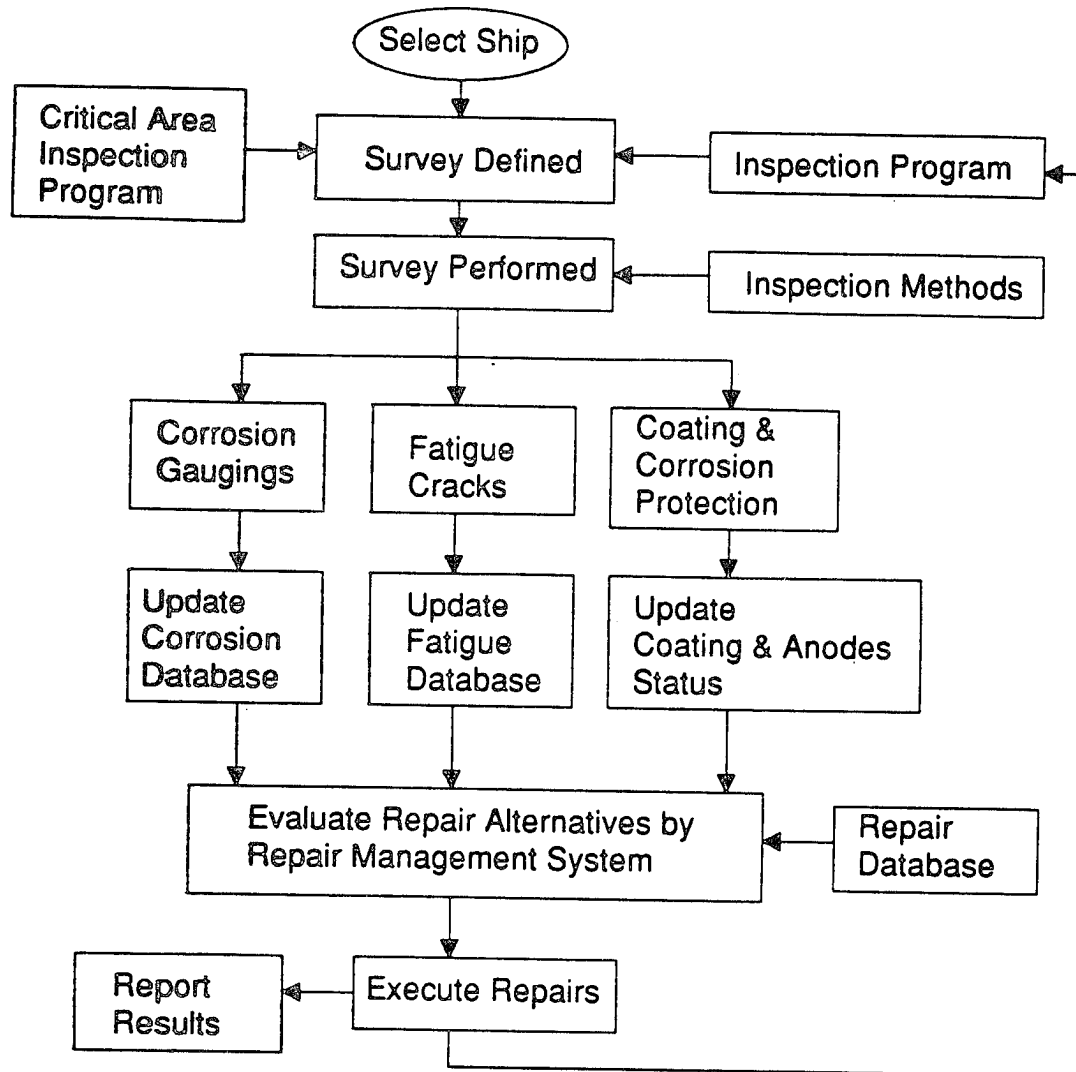 Select Ship
Critical Area
Inspection
Program
Survey Defined
Inspection Program
Survey Performed
Inspection Methods
Corrosion
Gaugings
Fatigue
Cracks
Coating &
Corrosion
Protection
Update
Corrosion
Database
Update
Fatigue
Database
Update
Coating & Anodes
Status
Evaluate Repair Alternatives by
Repair Management System
Repair
Database
Report
Results
Execute Repairs